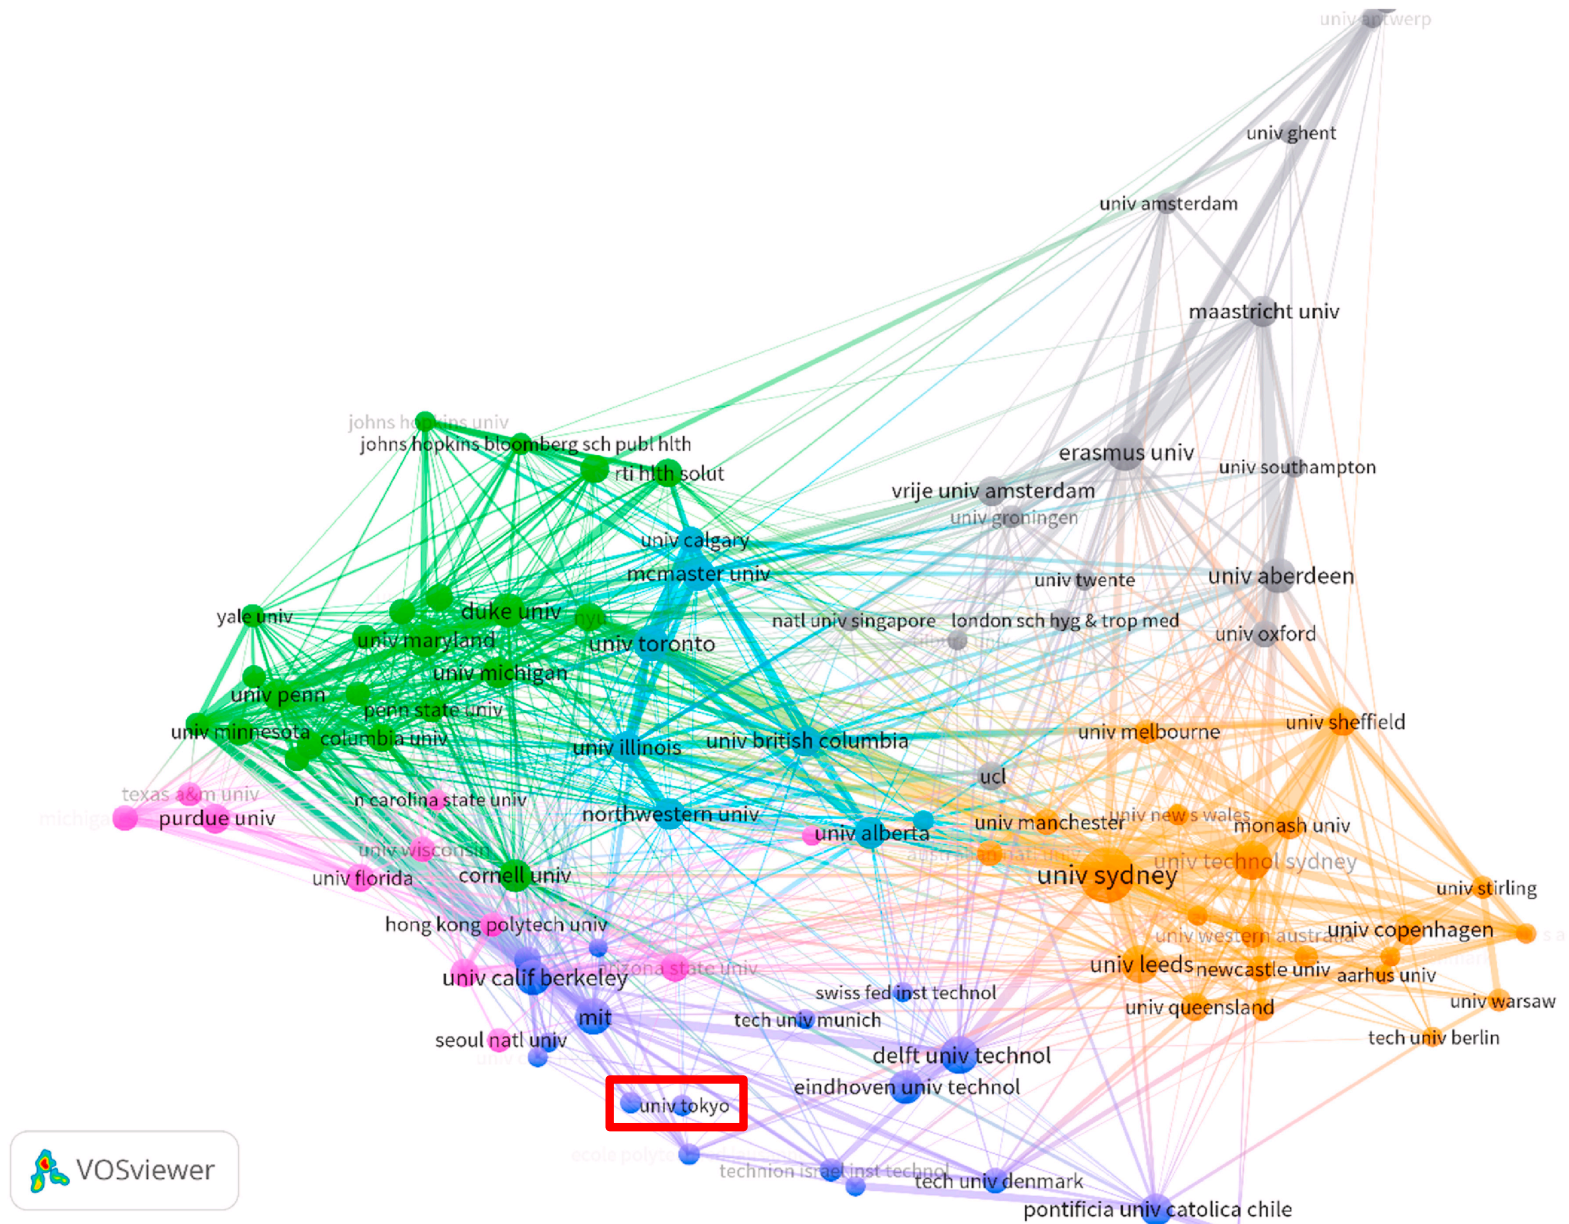 univ antwerp
univ ghent
univ amsterdam
maastricht univ
johns hopkins univ
johns hopkins bloomberg sch publ hlth
rti hlth solut
erasmus univ
univ southampton
vrije univ amsterdam
univ groningen
univ calgary
mcmaster univ
univ twente
univ aberdeen
yale univ
duke univ
nyu
natl univ singapore
london sch hyg & trop med
univ maryland
univ toronto
univ oxford
univ michigan
univ penn
penn state univ
univ minnesota
columbia univ
univ illinois
univ british columbia
univ melbourne
univ sheffield
ucl
texas a&m univ
n carolina state univ
michiga
purdue univ
northwestern univ
univ alberta
univ manchester
univ new s wales
monash univ
univ wisconsin
univ technol sydney
univ florida
cornell univ
univ sydney
univ stirling
hong kong polytech univ
univ western australia
univ copenhagen
univ calif berkeley
arizona state univ
univ leeds
newcastle univ
aarhus univ
swiss fed inst technol
univ queensland
univ warsaw
mit
tech univ munich
seoul natl univ
tech univ berlin
delft univ technol
eindhoven univ technol
univ tokyo
ecole polyte
technion israel inst technol
tech univ denmark
pontificia univ catolica chile
VOSviewer